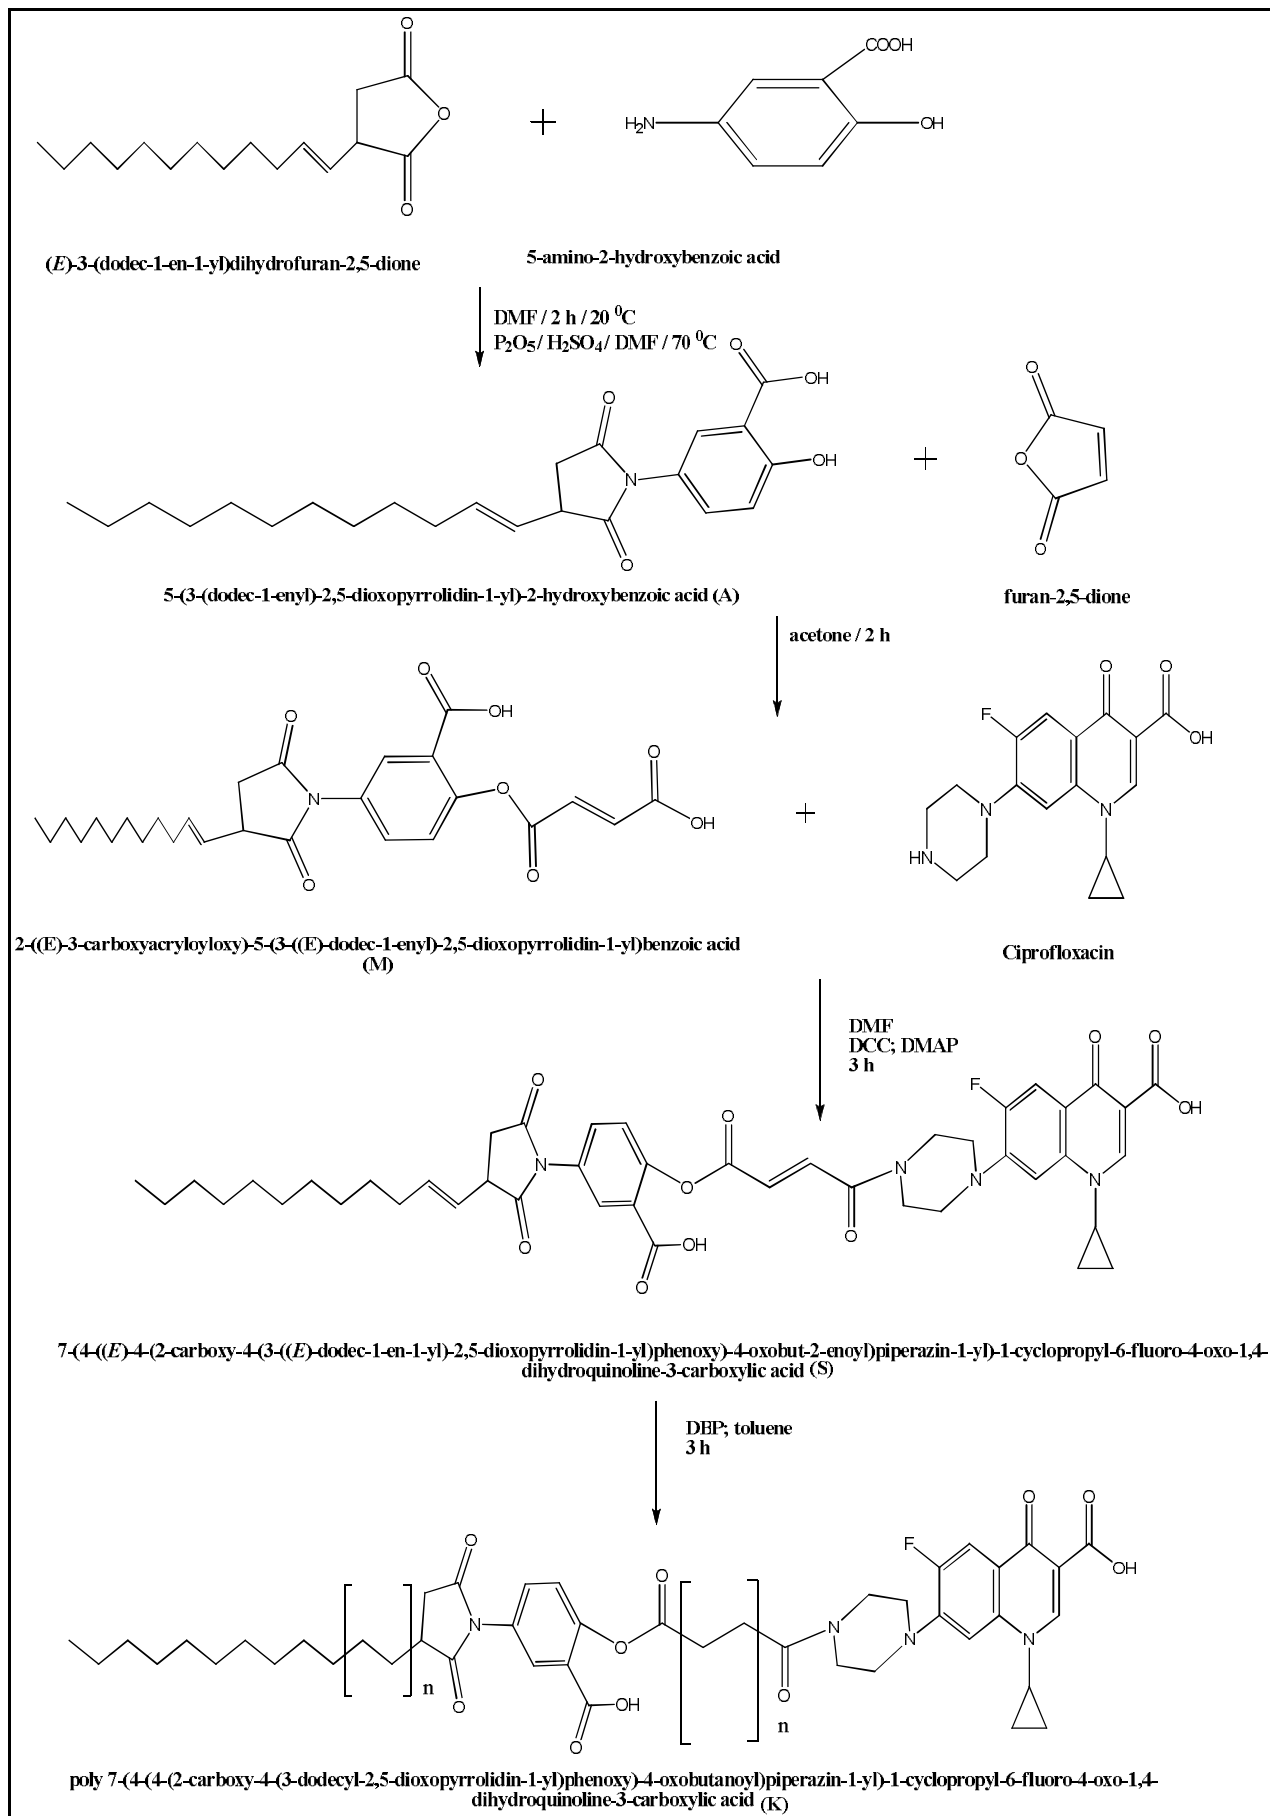 O
O
O
COOH
H2N
OH
+
(E)-3-(dodec-1-en-1-yl)dihydrofuran-2,5-dione
5-amino-2-hydroxybenzoic acid
DMF / 2 h / 20 ⁰C
P2O5 / H2SO4 / DMF / 70 ⁰C
O
OH
O
N
O
OH
+
O
O
O
5-(3-(dodec-1-enyl)-2,5-dioxopyrrolidin-1-yl)-2-hydroxybenzoic acid (A)
furan-2,5-dione
acetone / 2 h
O
OH
O
N
O
O
O
O
OH
+
O
O
F
OH
N
N
HN
2-((E)-3-carboxyacryloyloxy)-5-(3-((E)-dodec-1-enyl)-2,5-dioxopyrrolidin-1-yl)benzoic acid
(M)
Ciprofloxacin
DMF
DCC; DMAP
3 h
O
N
O
O
O
OH
O
O
N
N
F
O
O
OH
N
7-(4-((E)-4-(2-carboxy-4-(3-((E)-dodec-1-en-1-yl)-2,5-dioxopyrrolidin-1-yl)phenoxy)-4-oxobut-2-enoyl)piperazin-1-yl)-1-cyclopropyl-6-fluoro-4-oxo-1,4-
dihydroquinoline-3-carboxylic acid (S)
DBP; toluene
3 h
n
O
N
O
O
O
OH
O
n
O
N
N
F
O
O
OH
N
poly 7-(4-(4-(2-carboxy-4-(3-dodecyl-2,5-dioxopyrrolidin-1-yl)phenoxy)-4-oxobutanoyl)piperazin-1-yl)-1-cyclopropyl-6-fluoro-4-oxo-1,4-
dihydroquinoline-3-carboxylic acid (K)